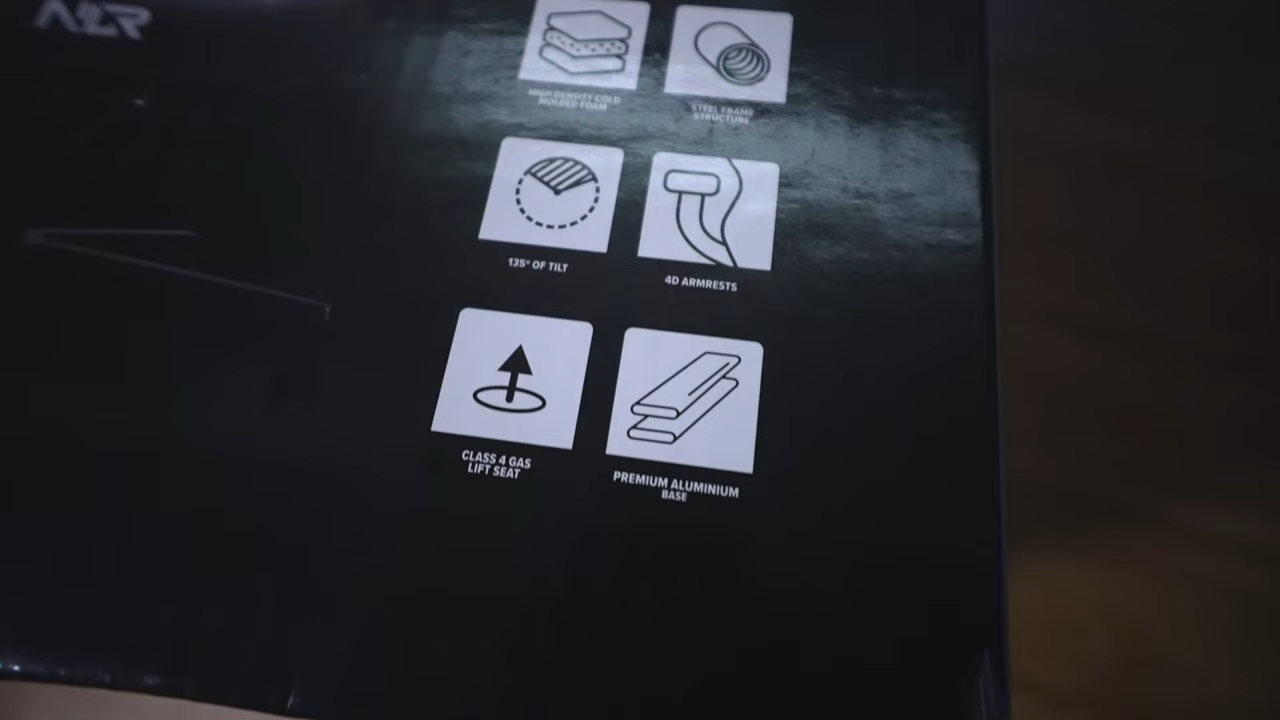 HIGH DENSITY COLD
MOLDED FOAM
STEEL FRAME
STRUCTURE
135° OF TILT
4D ARMRESTS
CLASS 4 GAS
LIFT SEAT
PREMIUM ALUMINIUM
BASE